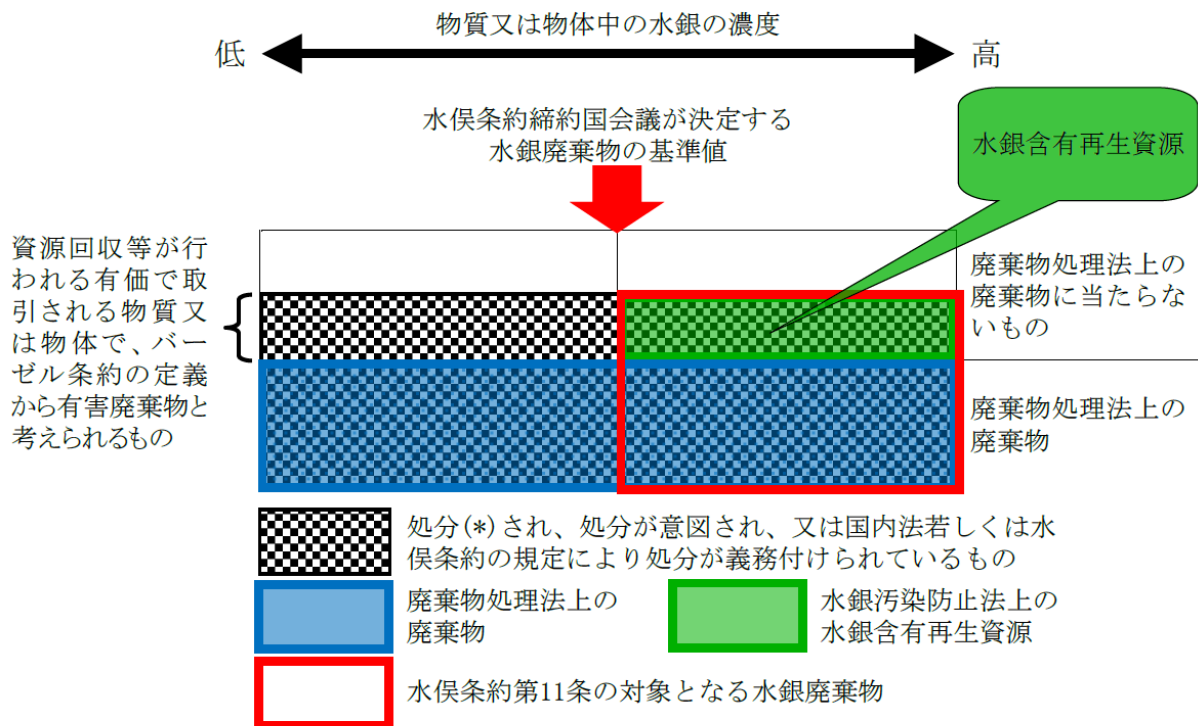 物質又は物体中の水銀の濃度
低
高
水俣条約締約国会議が決定する
水銀廃棄物の基準値
水銀含有再生資源
資源回収等が行
われる有価で取
引される物質又
は物体で、バー
ゼル条約の定義
から有害廃棄物と
考えられるもの
廃棄物処理法上の
廃棄物に当たらな
いもの
廃棄物処理法上の
廃棄物
処分(*)され、処分が意図され、又は国内法若しくは水
俣条約の規定により処分が義務付けられているもの
廃棄物処理法上の
廃棄物
水銀汚染防止法上の
水銀含有再生資源
水俣条約第11条の対象となる水銀廃棄物